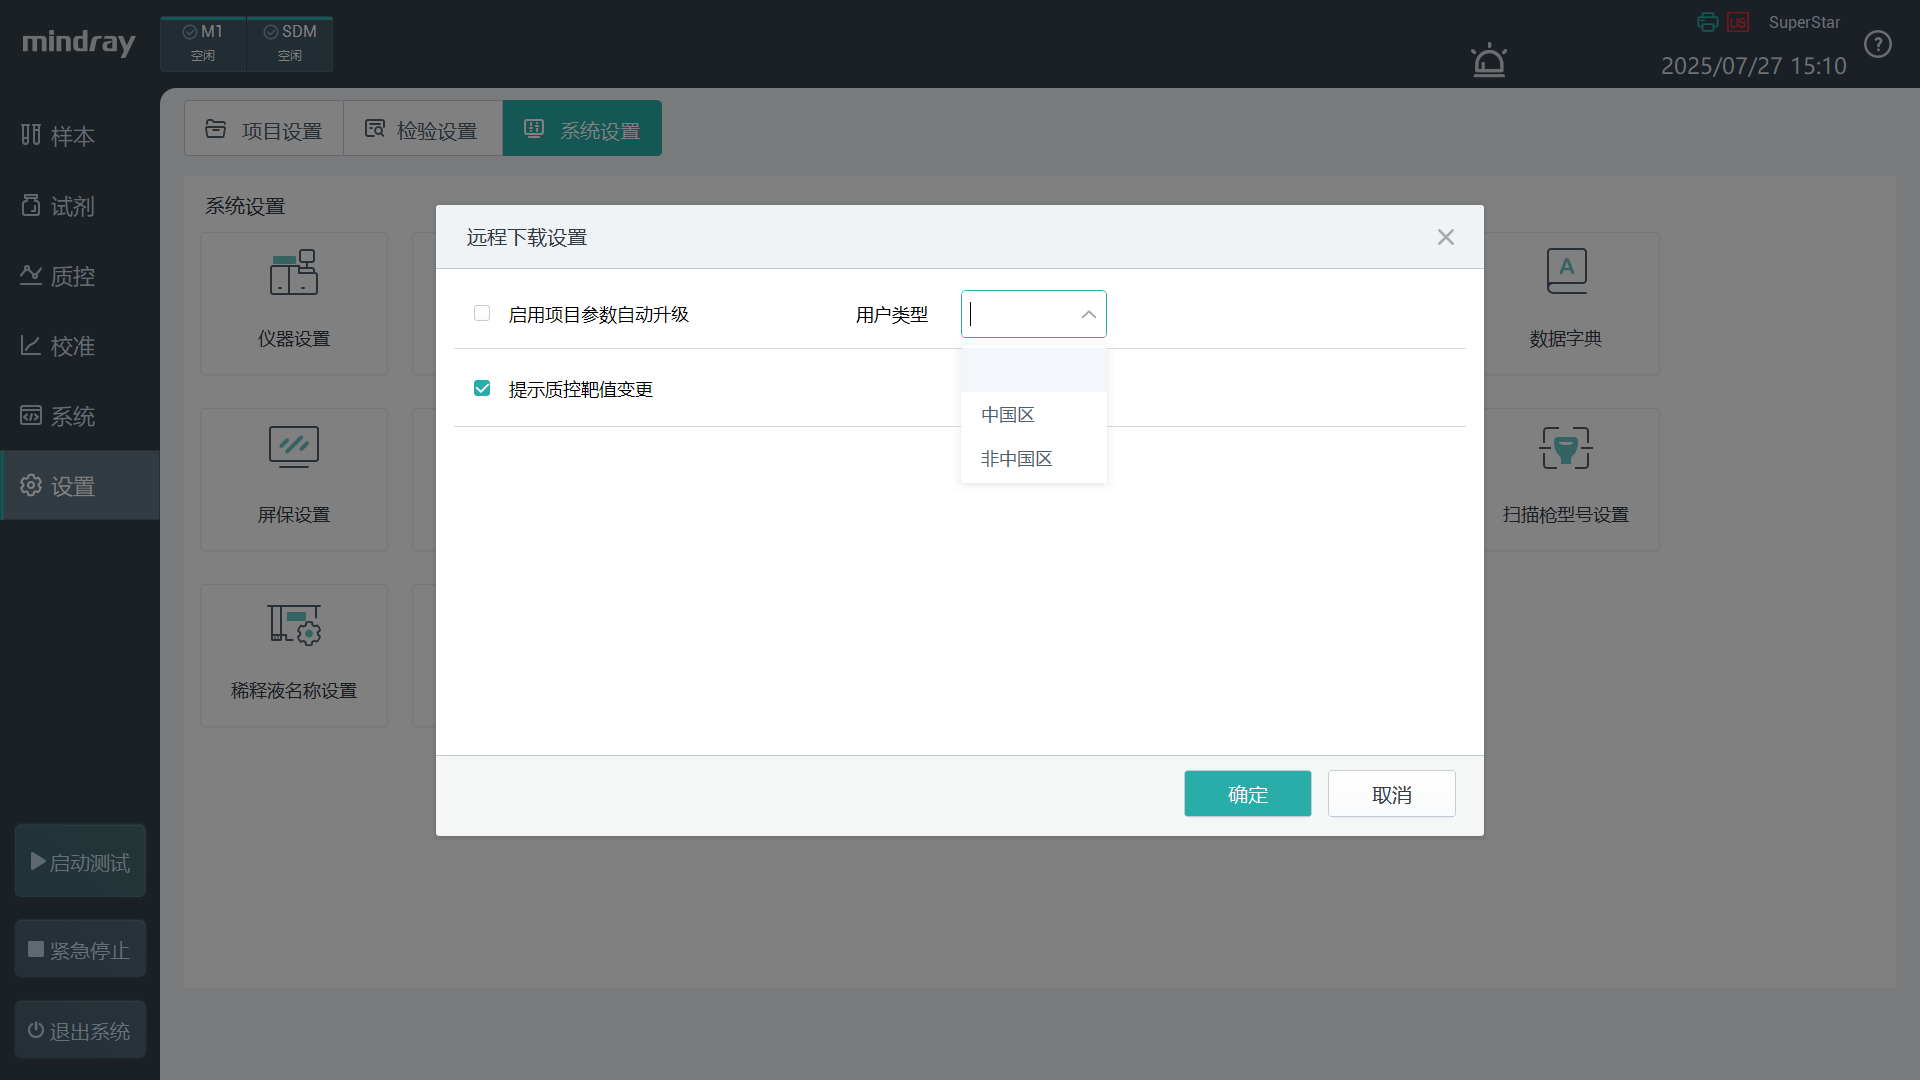 mindray
M1
空闲
SDM
空闲
LIS
SuperStar
2025/07/27 15:10
?
样本
试剂
质控
校准
系统
设置
启动测试
紧急停止
退出系统
项目设置
检验设置
系统设置
系统设置
仪器设置
A
数据字典
屏保设置
扫描枪型号设置
稀释液名称设置
远程下载设置
启用项目参数自动升级
用户类型
提示质控靶值变更
中国区
非中国区
确定
取消